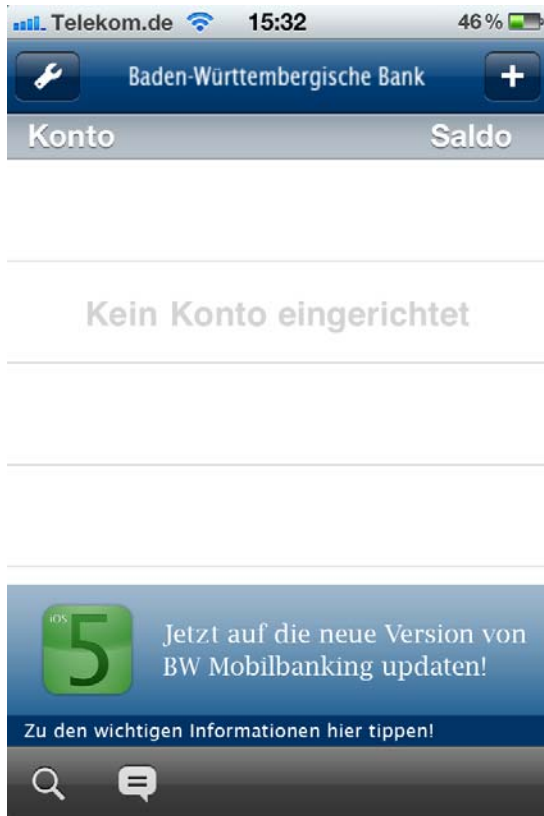 Telekom.de 15:32 46 %
Baden-Württembergische Bank
Konto Saldo
Kein Konto eingerichtet
iOS
5
Jetzt auf die neue Version von
BW Mobilbanking updaten!
Zu den wichtigen Informationen hier tippen!